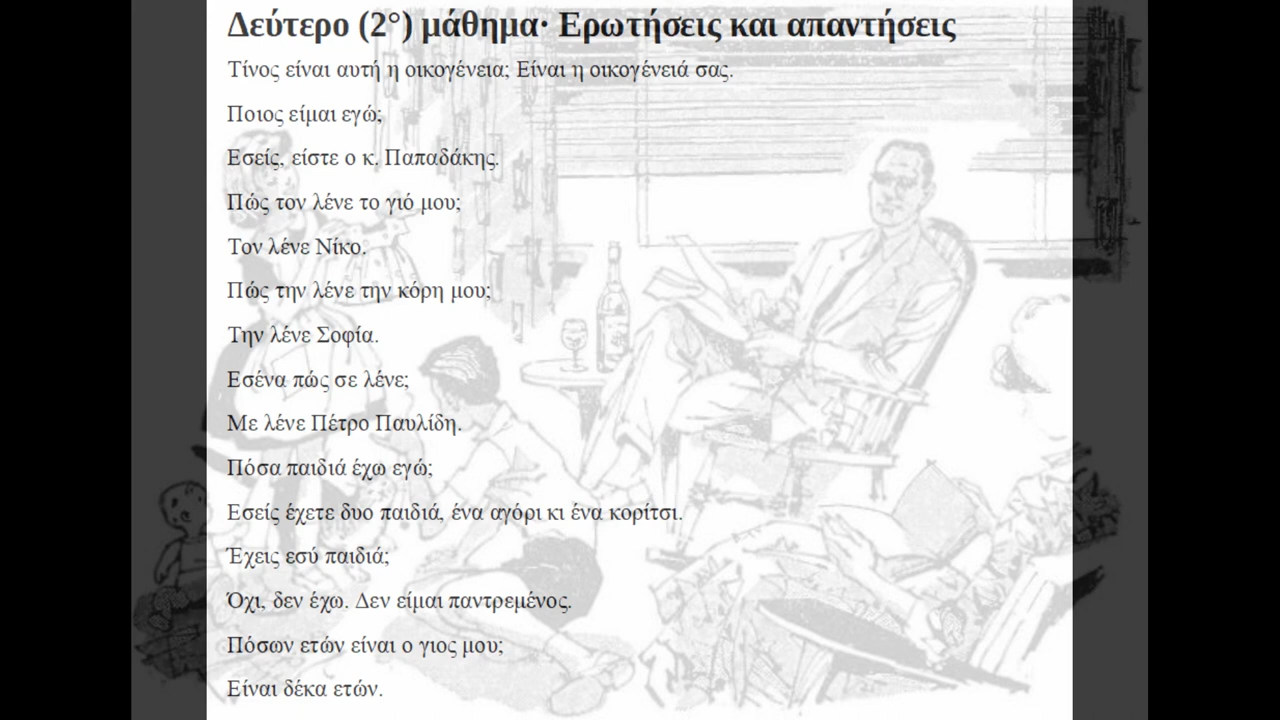 Δεύτερο (2°) μάθημα· Ερωτήσεις και απαντήσεις
Τίνος είναι αυτή η οικογένεια; Είναι η οικογένειά σας.
Ποιος είμαι εγώ;
Εσείς, είστε ο κ. Παπαδάκης.
Πώς τον λένε το γιό μου;
Τον λένε Νίκο.
Πώς την λένε την κόρη μου;
Την λένε Σοφία.
Εσένα πώς σε λένε;
Με λένε Πέτρο Παυλίδη.
Πόσα παιδιά έχω εγώ;
Εσείς έχετε δυο παιδιά, ένα αγόρι κι ένα κορίτσι.
Έχεις εσύ παιδιά;
Όχι, δεν έχω. Δεν είμαι παντρεμένος.
Πόσων ετών είναι ο γιος μου;
Είναι δέκα ετών.